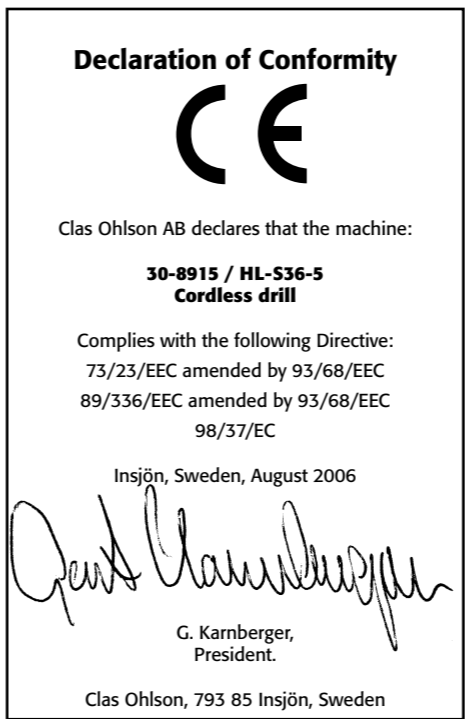 Declaration of Conformity
CE
Clas Ohlson AB declares that the machine:
30-8915 / HL-S36-5
Cordless drill
Complies with the following Directive:
73/23/EEC amended by 93/68/EEC
89/336/EEC amended by 93/68/EEC
98/37/EC
Insjön, Sweden, August 2006
G. Karnberger,
President.
Clas Ohlson, 793 85 Insjön, Sweden